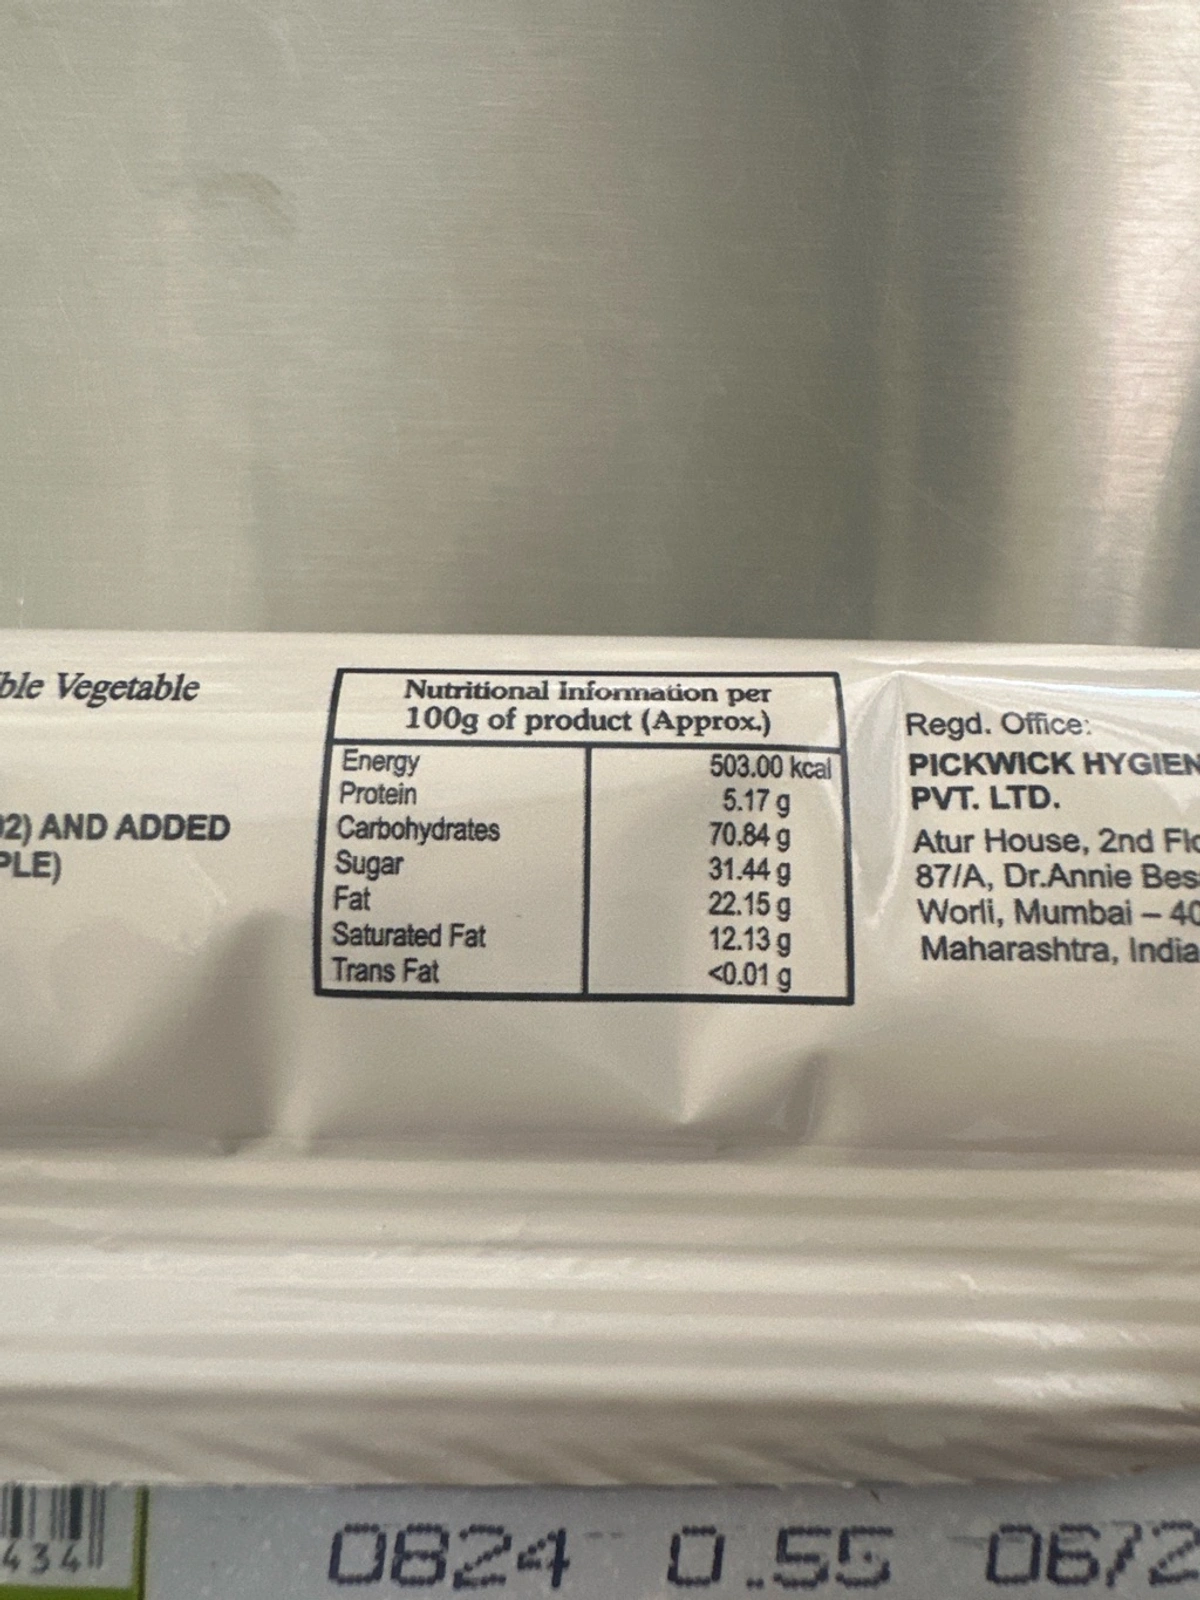 ble Vegetable
2) AND ADDED
PLE)
Nutritional Information per
100g of product (Approx.)
Energy 503.00 kcal
Protein 5.17 g
Carbohydrates 70.84 g
Sugar 31.44 g
Fat 22.15 g
Saturated Fat 12.13 g
Trans Fat <0.01 g
Regd. Office:
PICKWICK HYGIEN
PVT. LTD.
Atur House, 2nd Flo
87/A, Dr.Annie Bes
Worli, Mumbai – 40
Maharashtra, India
434
0824 0.55 06/2